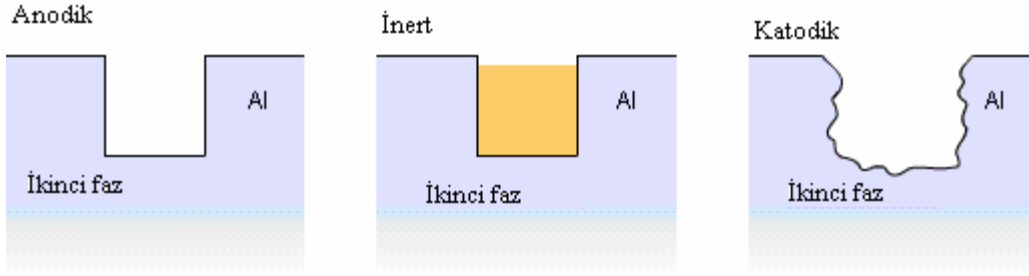 Anodik
Al
İkinci faz
İnert
Al
İkinci faz
Katodik
Al
İkinci faz